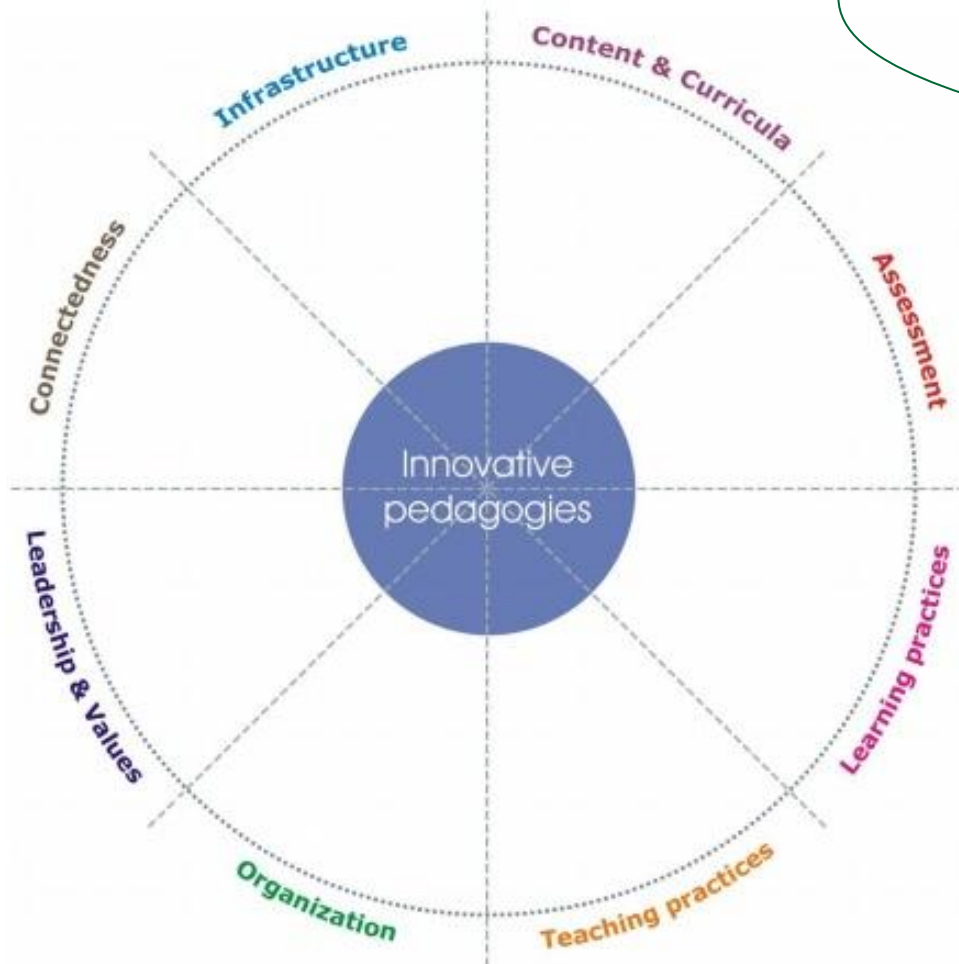 Infrastructure
Content & Curricula
Connectedness
Assessment
Innovative
pedagogies
Leadership & Values
Learning practices
Organization
Teaching practices